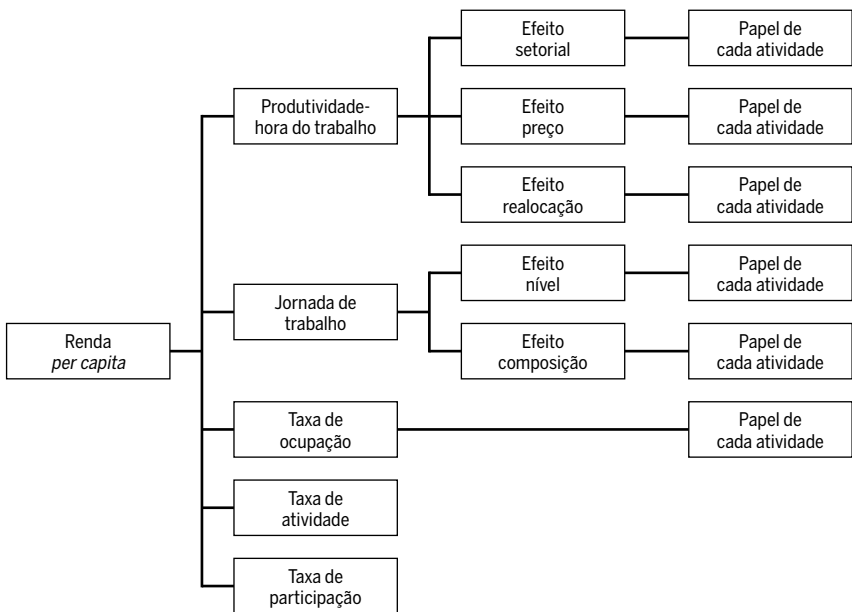 Efeito
setorial
Papel de
cada atividade
Produtividade-
hora do trabalho
Efeito
preço
Papel de
cada atividade
Efeito
realocação
Papel de
cada atividade
Efeito
nível
Papel de
cada atividade
Jornada de
trabalho
Renda
per capita
Efeito
composição
Papel de
cada atividade
Taxa de
ocupação
Papel de
cada atividade
Taxa de
atividade
Taxa de
participação